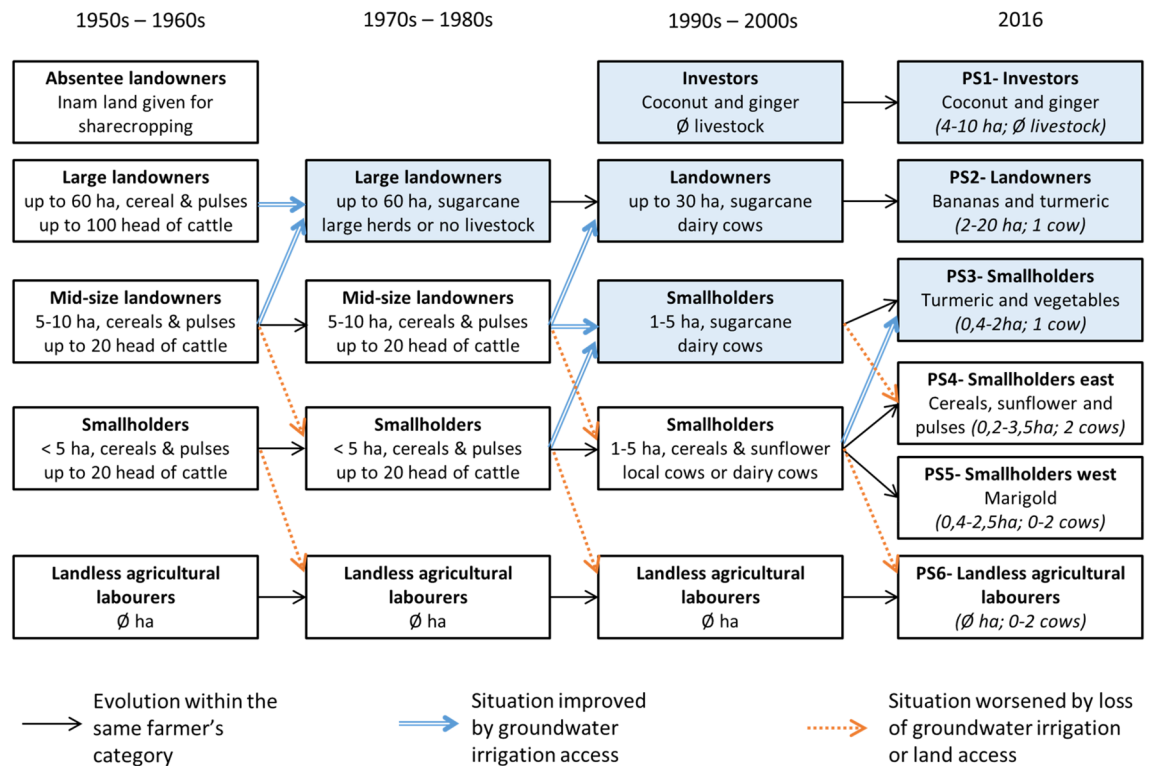 1950s – 1960s
1970s – 1980s
1990s – 2000s
2016
Absentee landowners
Inam land given for
sharecropping
Investors
Coconut and ginger
Ø livestock
PS1- Investors
Coconut and ginger
(4-10 ha; Ø livestock)
Large landowners
up to 60 ha, cereal & pulses
up to 100 head of cattle
Large landowners
up to 60 ha, sugarcane
large herds or no livestock
Landowners
up to 30 ha, sugarcane
dairy cows
PS2- Landowners
Bananas and turmeric
(2-20 ha; 1 cow)
Mid-size landowners
5-10 ha, cereals & pulses
up to 20 head of cattle
Mid-size landowners
5-10 ha, cereals & pulses
up to 20 head of cattle
Smallholders
1-5 ha, sugarcane
dairy cows
PS3- Smallholders
Turmeric and vegetables
(0,4-2ha; 1 cow)
PS4- Smallholders east
Cereals, sunflower and
pulses (0,2-3,5ha; 2 cows)
Smallholders
< 5 ha, cereals & pulses
up to 20 head of cattle
Smallholders
< 5 ha, cereals & pulses
up to 20 head of cattle
Smallholders
1-5 ha, cereals & sunflower
local cows or dairy cows
PS5- Smallholders west
Marigold
(0,4-2,5ha; 0-2 cows)
Landless agricultural
labourers
Ø ha
Landless agricultural
labourers
Ø ha
Landless agricultural
labourers
Ø ha
PS6- Landless agricultural
labourers
(Ø ha; 0-2 cows)
Evolution within the
same farmer's
category
Situation improved
by groundwater
irrigation access
Situation worsened by loss
of groundwater irrigation
or land access